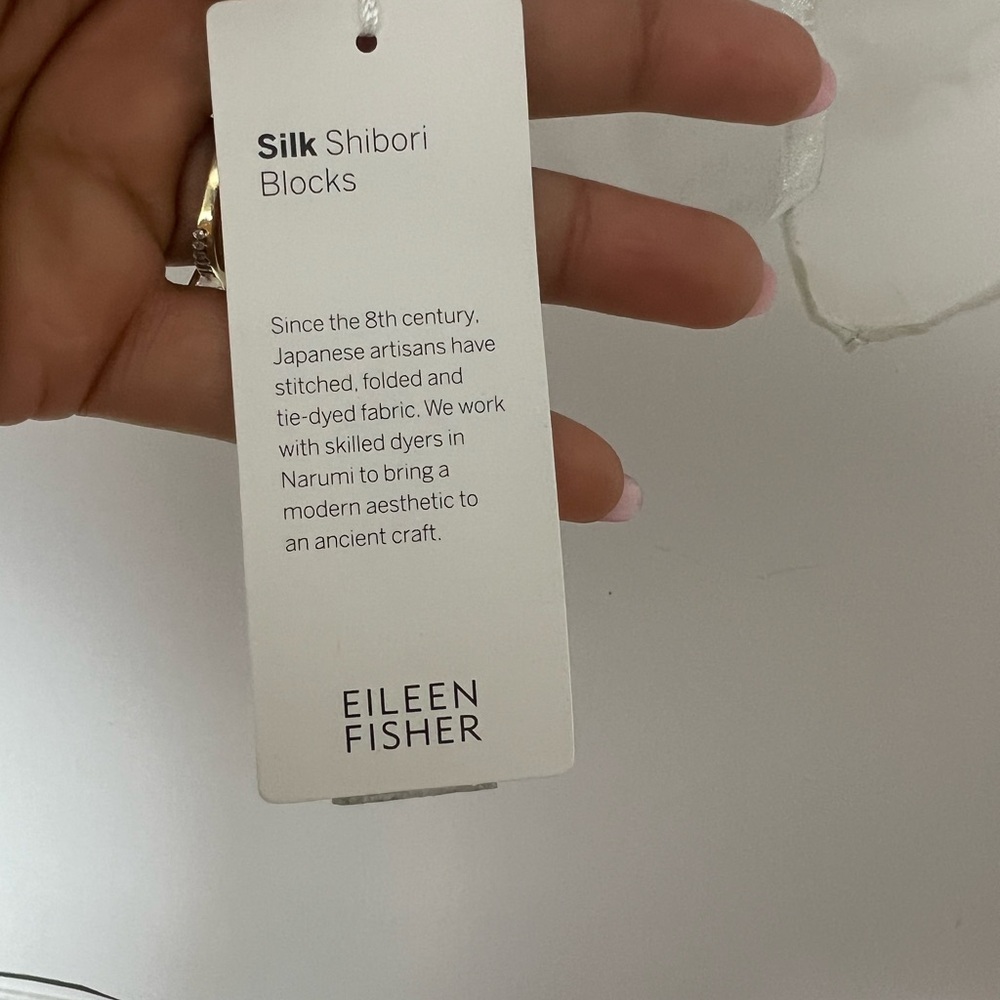 Silk Shibori
Blocks
Since the 8th century,
Japanese artisans have
stitched, folded and
tie-dyed fabric. We work
with skilled dyers in
Narumi to bring a
modern aesthetic to
an ancient craft.
EILEEN
FISHER